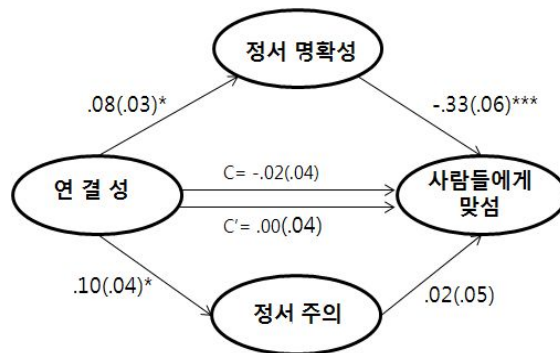 정서 명확성
.08(.03)*
-.33(.06)***
연 결 성
C= -.02(.04)
C'= .00(.04)
사람들에게
맞섬
.10(.04)*
.02(.05)
정서 주의